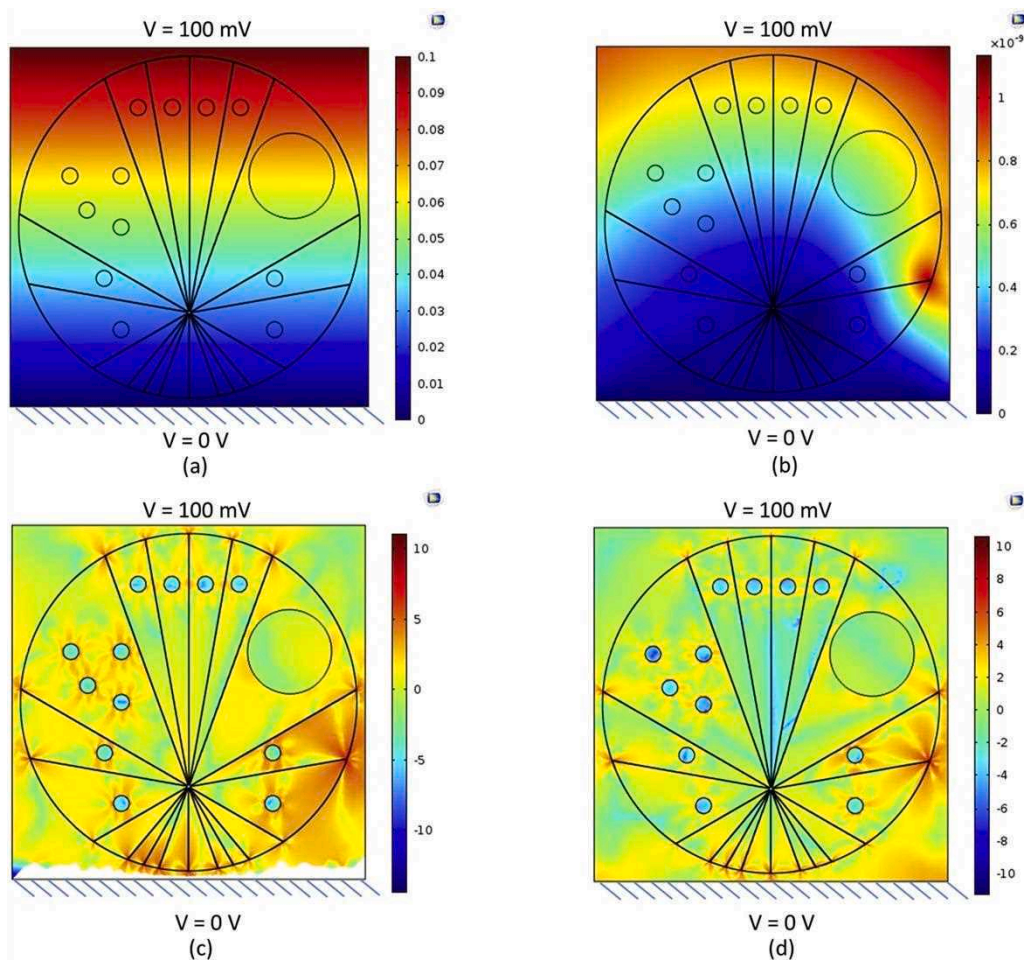 V = 100 mV
0.1
0.09
0.08
0.07
0.06
0.05
0.04
0.03
0.02
0.01
0
V = 0 V
(a)
V = 100 mV
×10⁻⁹
1
0.8
0.6
0.4
0.2
0
V = 0 V
(b)
V = 100 mV
10
5
0
-5
-10
V = 0 V
(c)
V = 100 mV
10
8
6
4
2
0
-2
-4
-6
-8
-10
V = 0 V
(d)